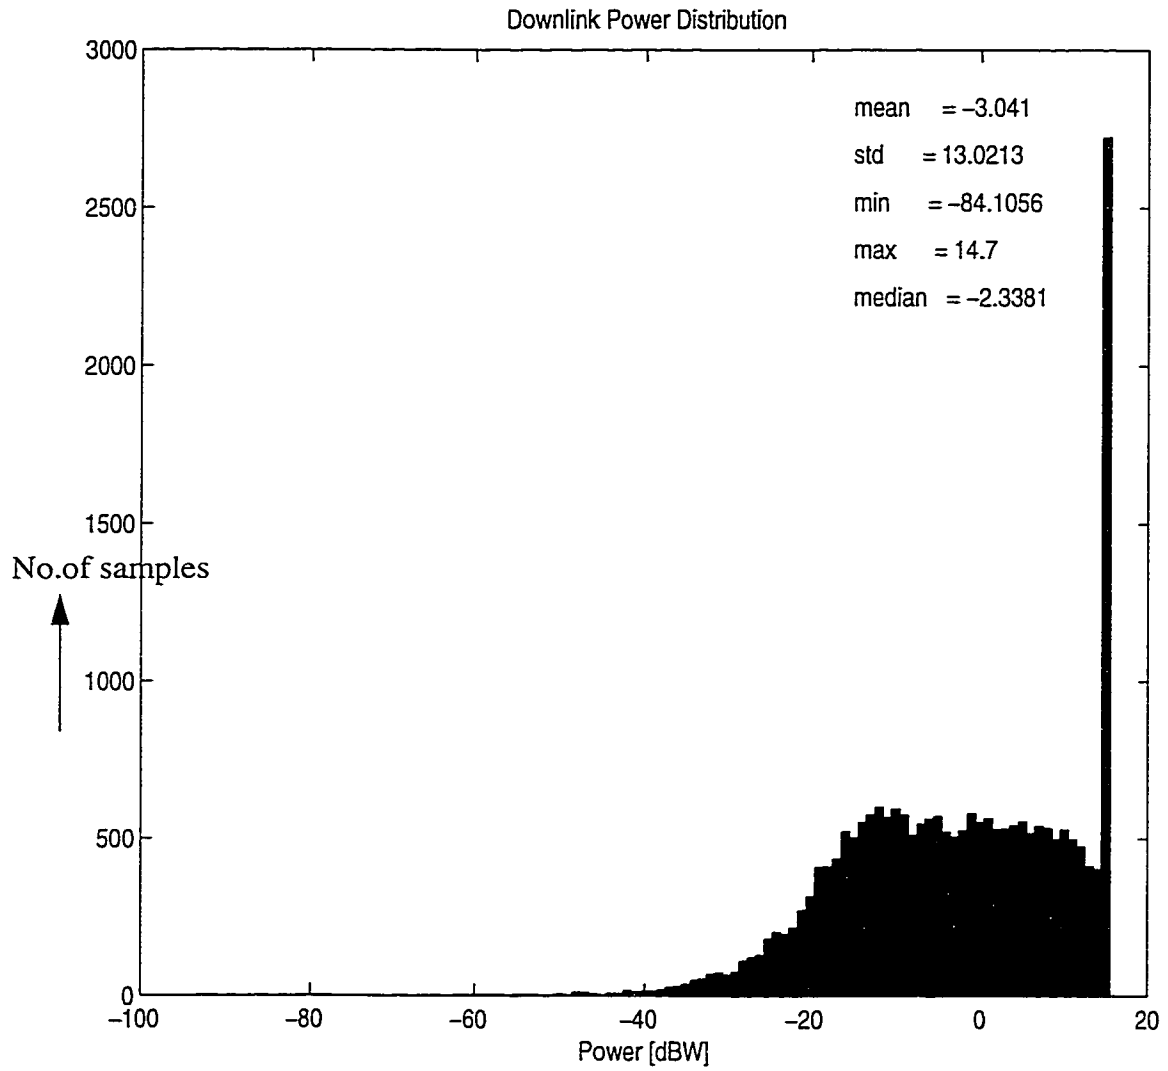 Downlink Power Distribution
3000
mean = −3.041
std = 13.0213
2500
min = −84.1056
max = 14.7
median = −2.3381
2000
1500
No.of samples
1000
500
0
−100 −80 −60 −40 −20 0 20
Power [dBW]